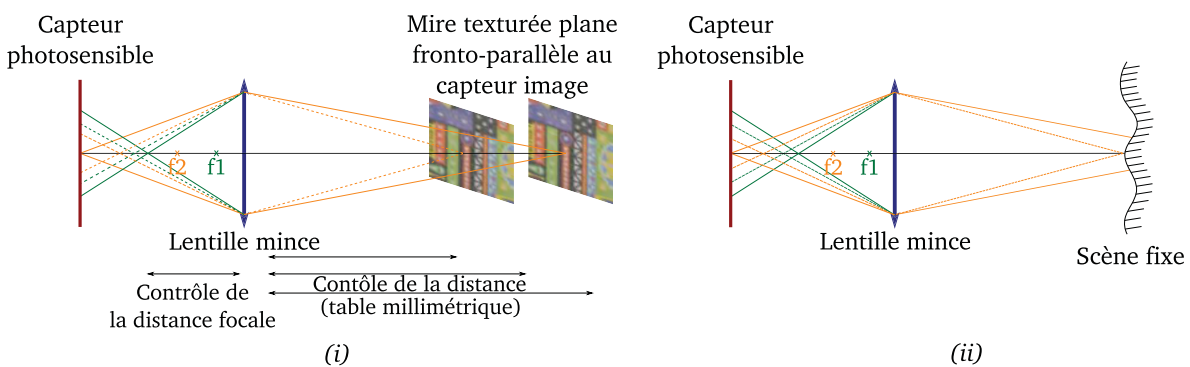 Capteur
photosensible
Mire texturée plane
fronto-parallèle au
capteur image
f2
f1
Lentille mince
Contrôle de
la distance focale
Contôle de la distance
(table millimétrique)
(i)
Capteur
photosensible
f2
f1
Lentille mince
Scène fixe
(ii)